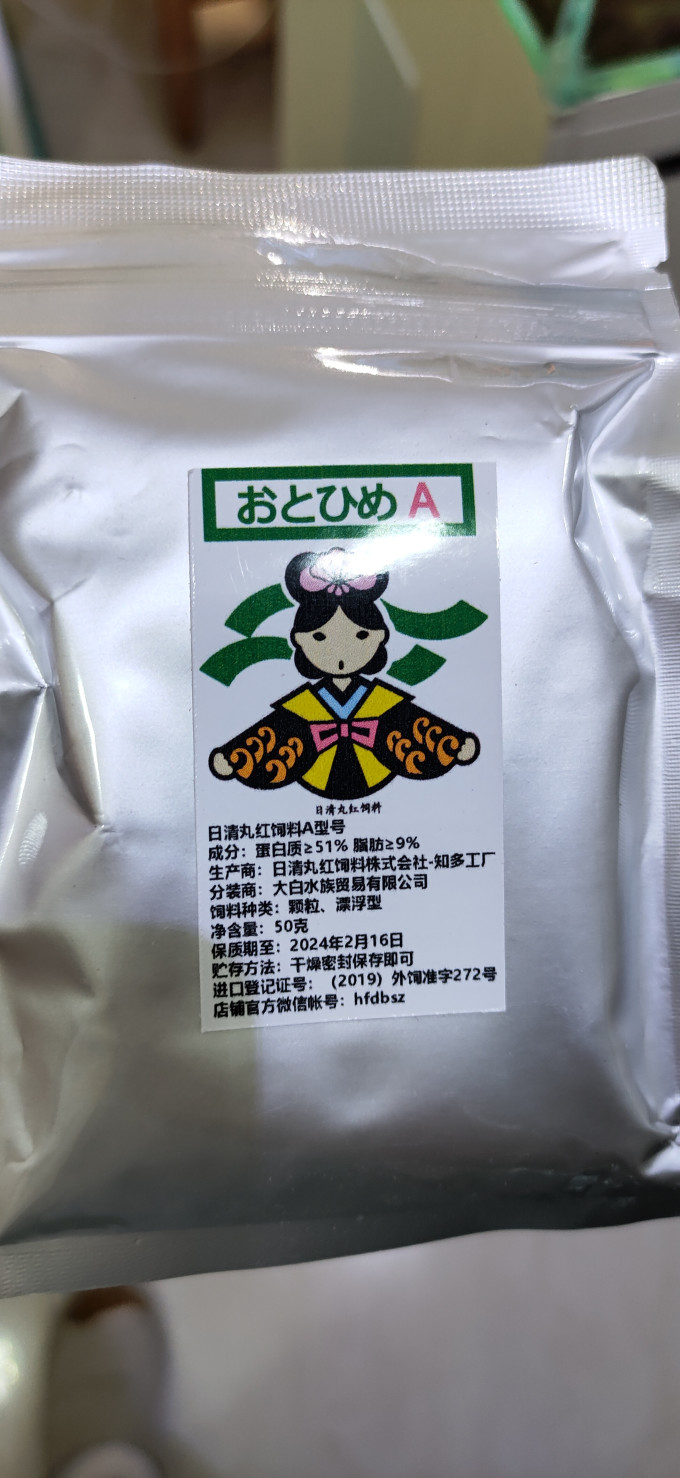 おとひめ A
日清丸红饲料
日清丸红饲料A型号
成分：蛋白质≥51% 脂肪≥9%
生产商：日清丸红饲料株式会社-知多工厂
分装商：大白水族贸易有限公司
饲料种类：颗粒、漂浮型
净含量：50克
保质期至：2024年2月16日
贮存方法：干燥密封保存即可
进口登记证号：（2019）外饲准字272号
店铺官方微信帐号：hfdbsz